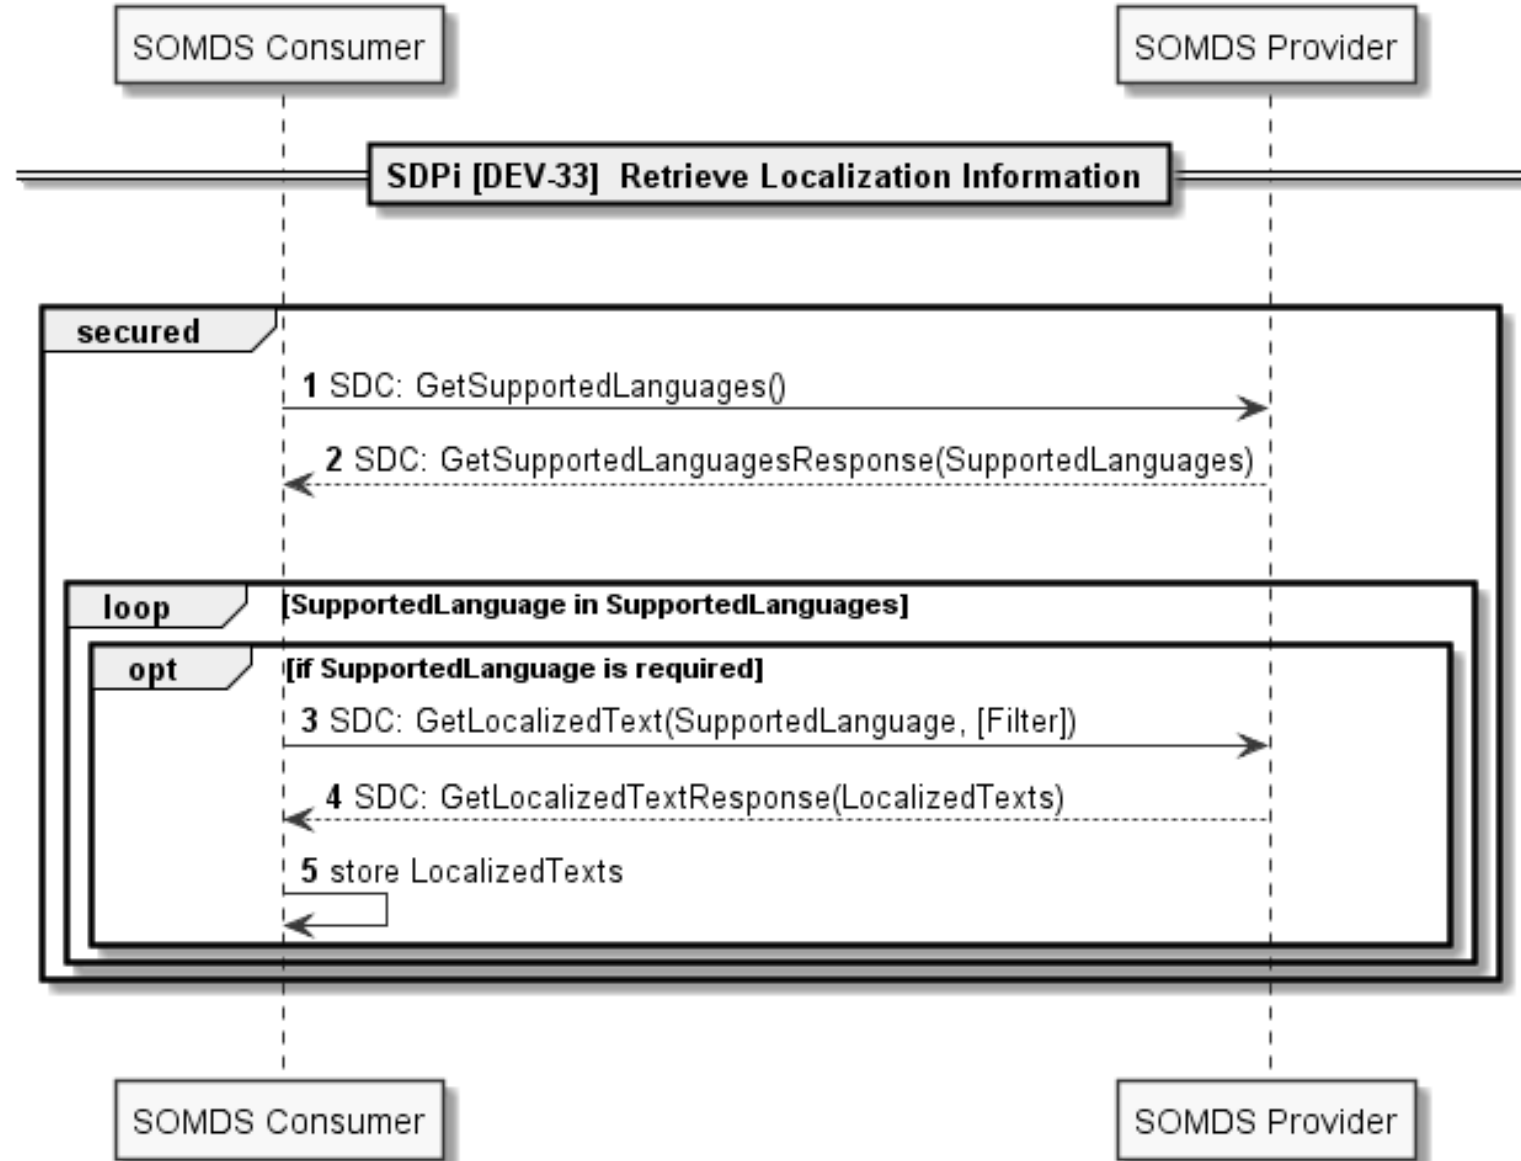 SOMDS Consumer
SOMDS Provider
SDPi [DEV-33]  Retrieve Localization Information
secured
1 SDC: GetSupportedLanguages()
2 SDC: GetSupportedLanguagesResponse(SupportedLanguages)
loop
[SupportedLanguage in SupportedLanguages]
opt
[if SupportedLanguage is required]
3 SDC: GetLocalizedText(SupportedLanguage, [Filter])
4 SDC: GetLocalizedTextResponse(LocalizedTexts)
5 store LocalizedTexts
SOMDS Consumer
SOMDS Provider